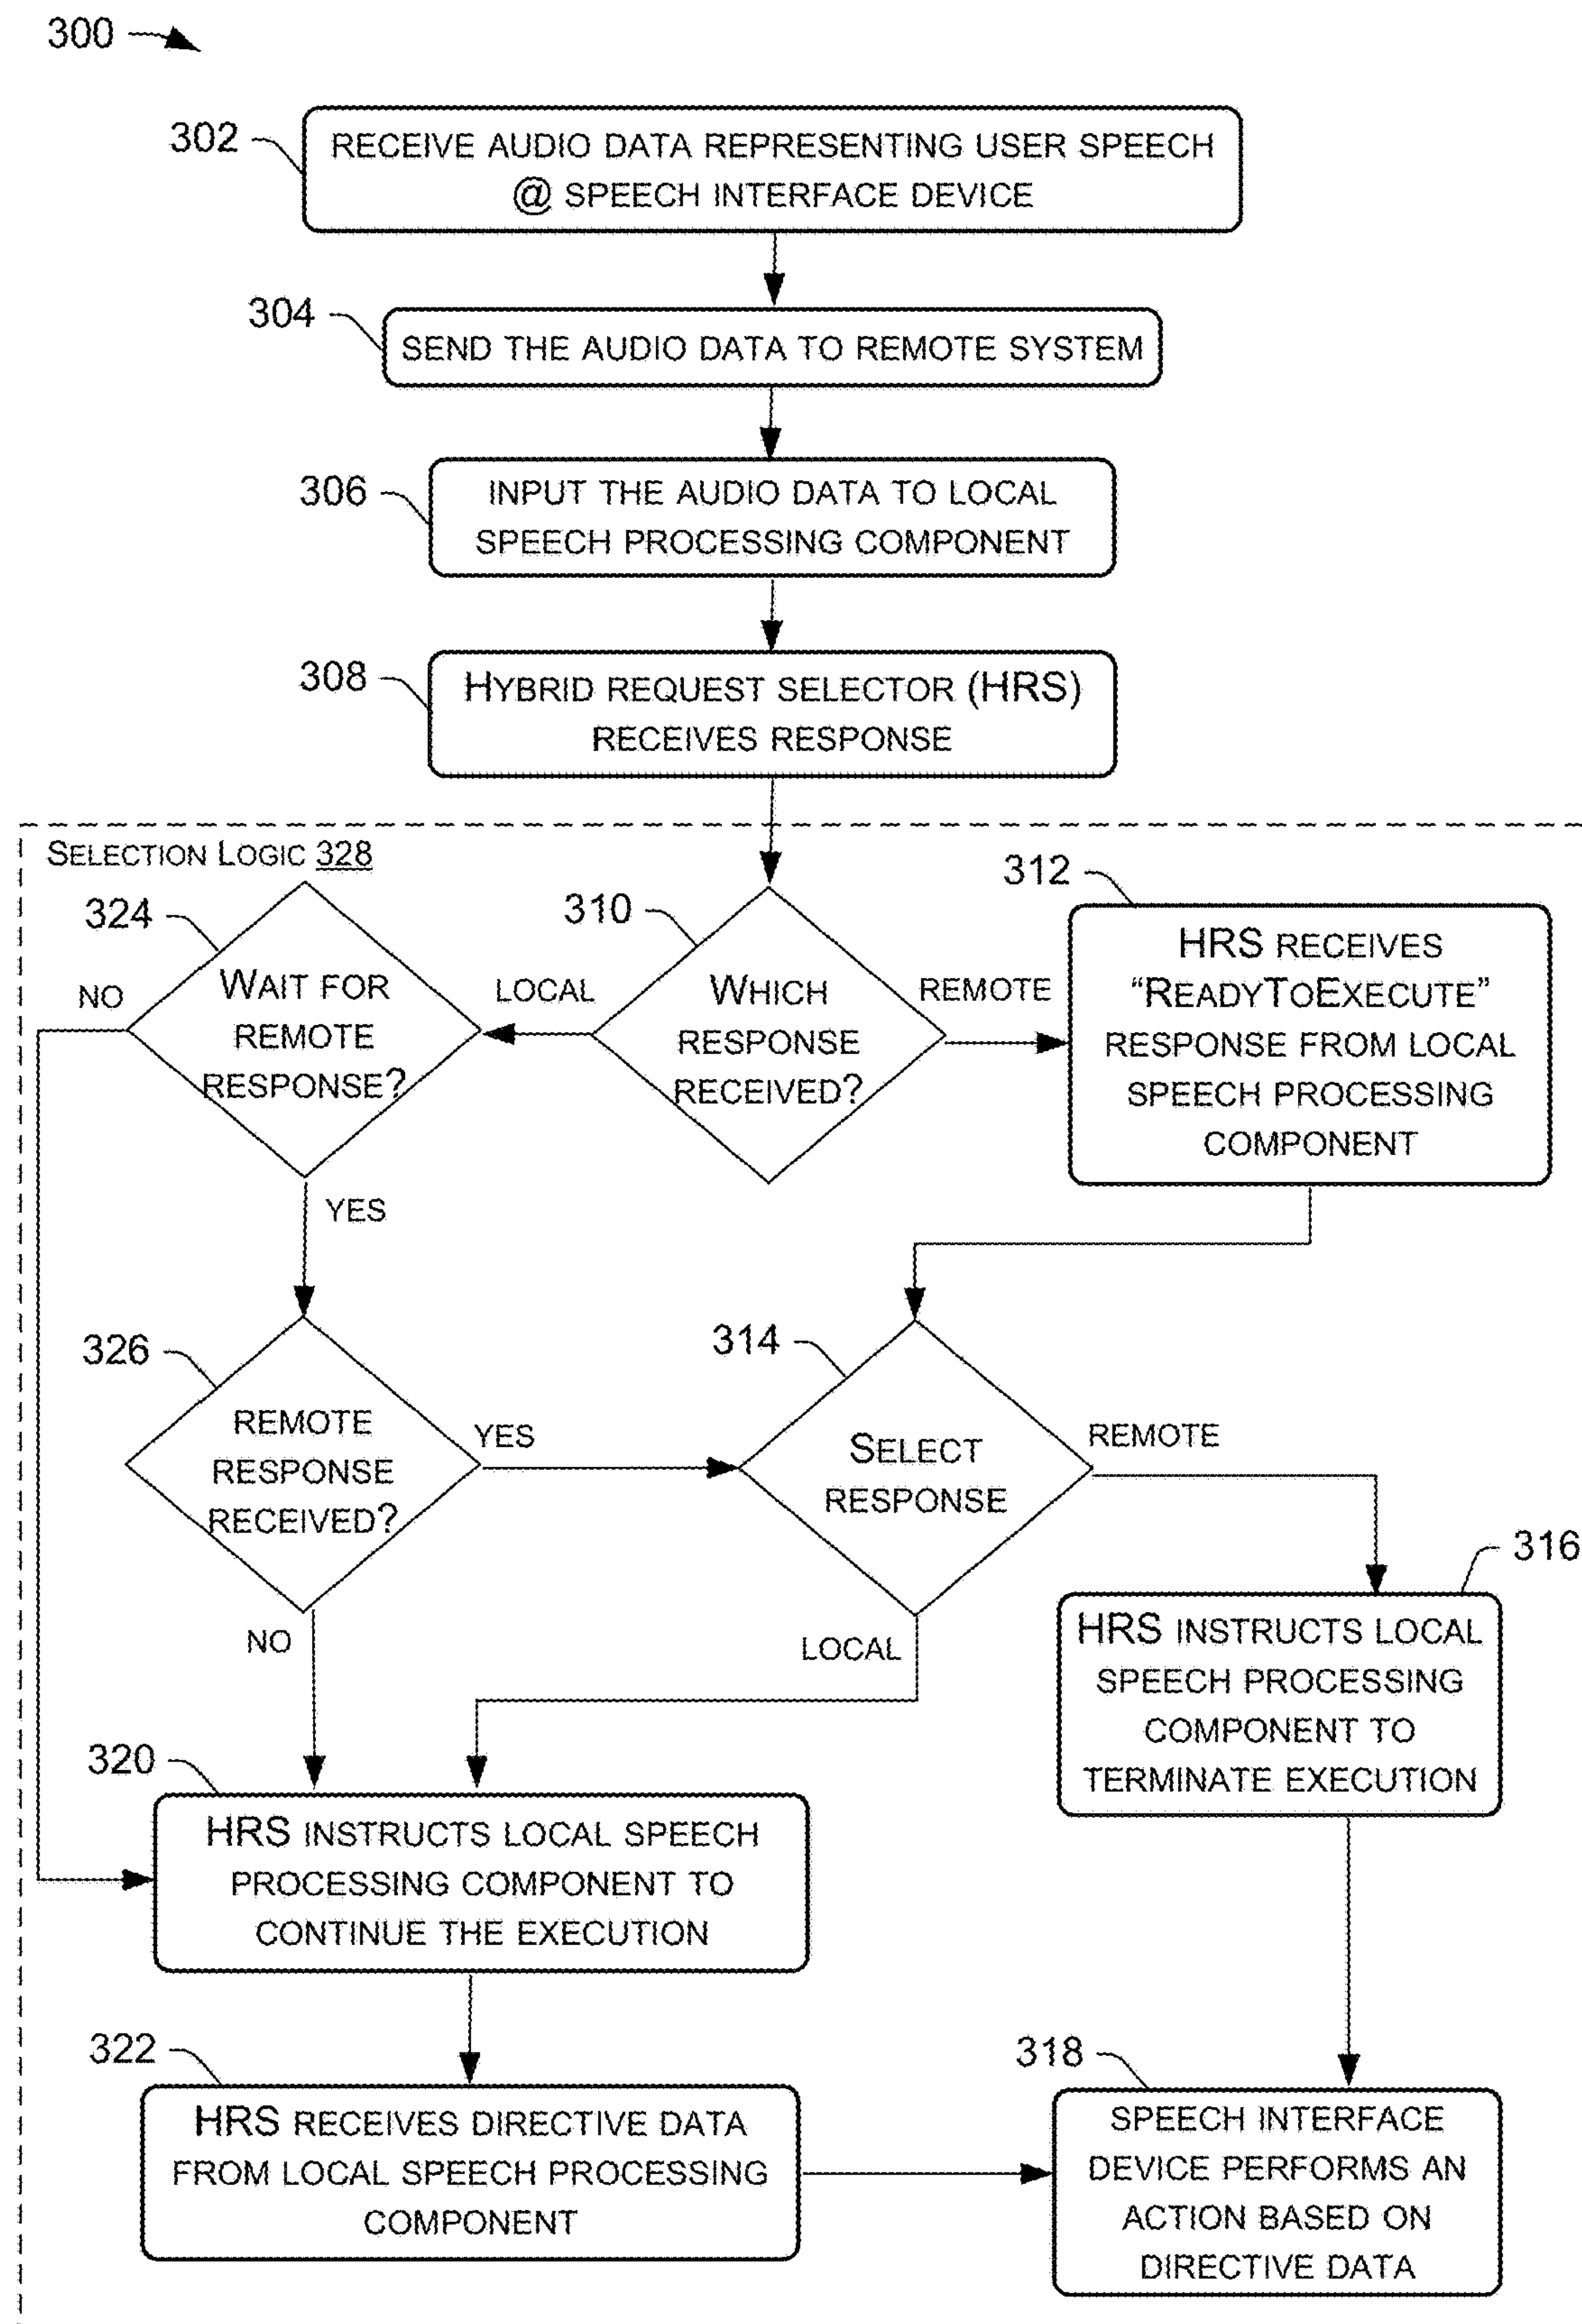 300
302
RECEIVE AUDIO DATA REPRESENTING USER SPEECH
@ SPEECH INTERFACE DEVICE
304
SEND THE AUDIO DATA TO REMOTE SYSTEM
306
INPUT THE AUDIO DATA TO LOCAL
SPEECH PROCESSING COMPONENT
308
HYBRID REQUEST SELECTOR (HRS)
RECEIVES RESPONSE
SELECTION LOGIC 328
324
WAIT FOR
REMOTE
RESPONSE?
NO
YES
LOCAL
310
WHICH
RESPONSE
RECEIVED?
REMOTE
312
HRS RECEIVES
“READYTOEXECUTE”
RESPONSE FROM LOCAL
SPEECH PROCESSING
COMPONENT
326
REMOTE
RESPONSE
RECEIVED?
YES
NO
314
SELECT
RESPONSE
REMOTE
LOCAL
316
HRS INSTRUCTS LOCAL
SPEECH PROCESSING
COMPONENT TO
TERMINATE EXECUTION
320
HRS INSTRUCTS LOCAL SPEECH
PROCESSING COMPONENT TO
CONTINUE THE EXECUTION
322
HRS RECEIVES DIRECTIVE DATA
FROM LOCAL SPEECH PROCESSING
COMPONENT
318
SPEECH INTERFACE
DEVICE PERFORMS AN
ACTION BASED ON
DIRECTIVE DATA